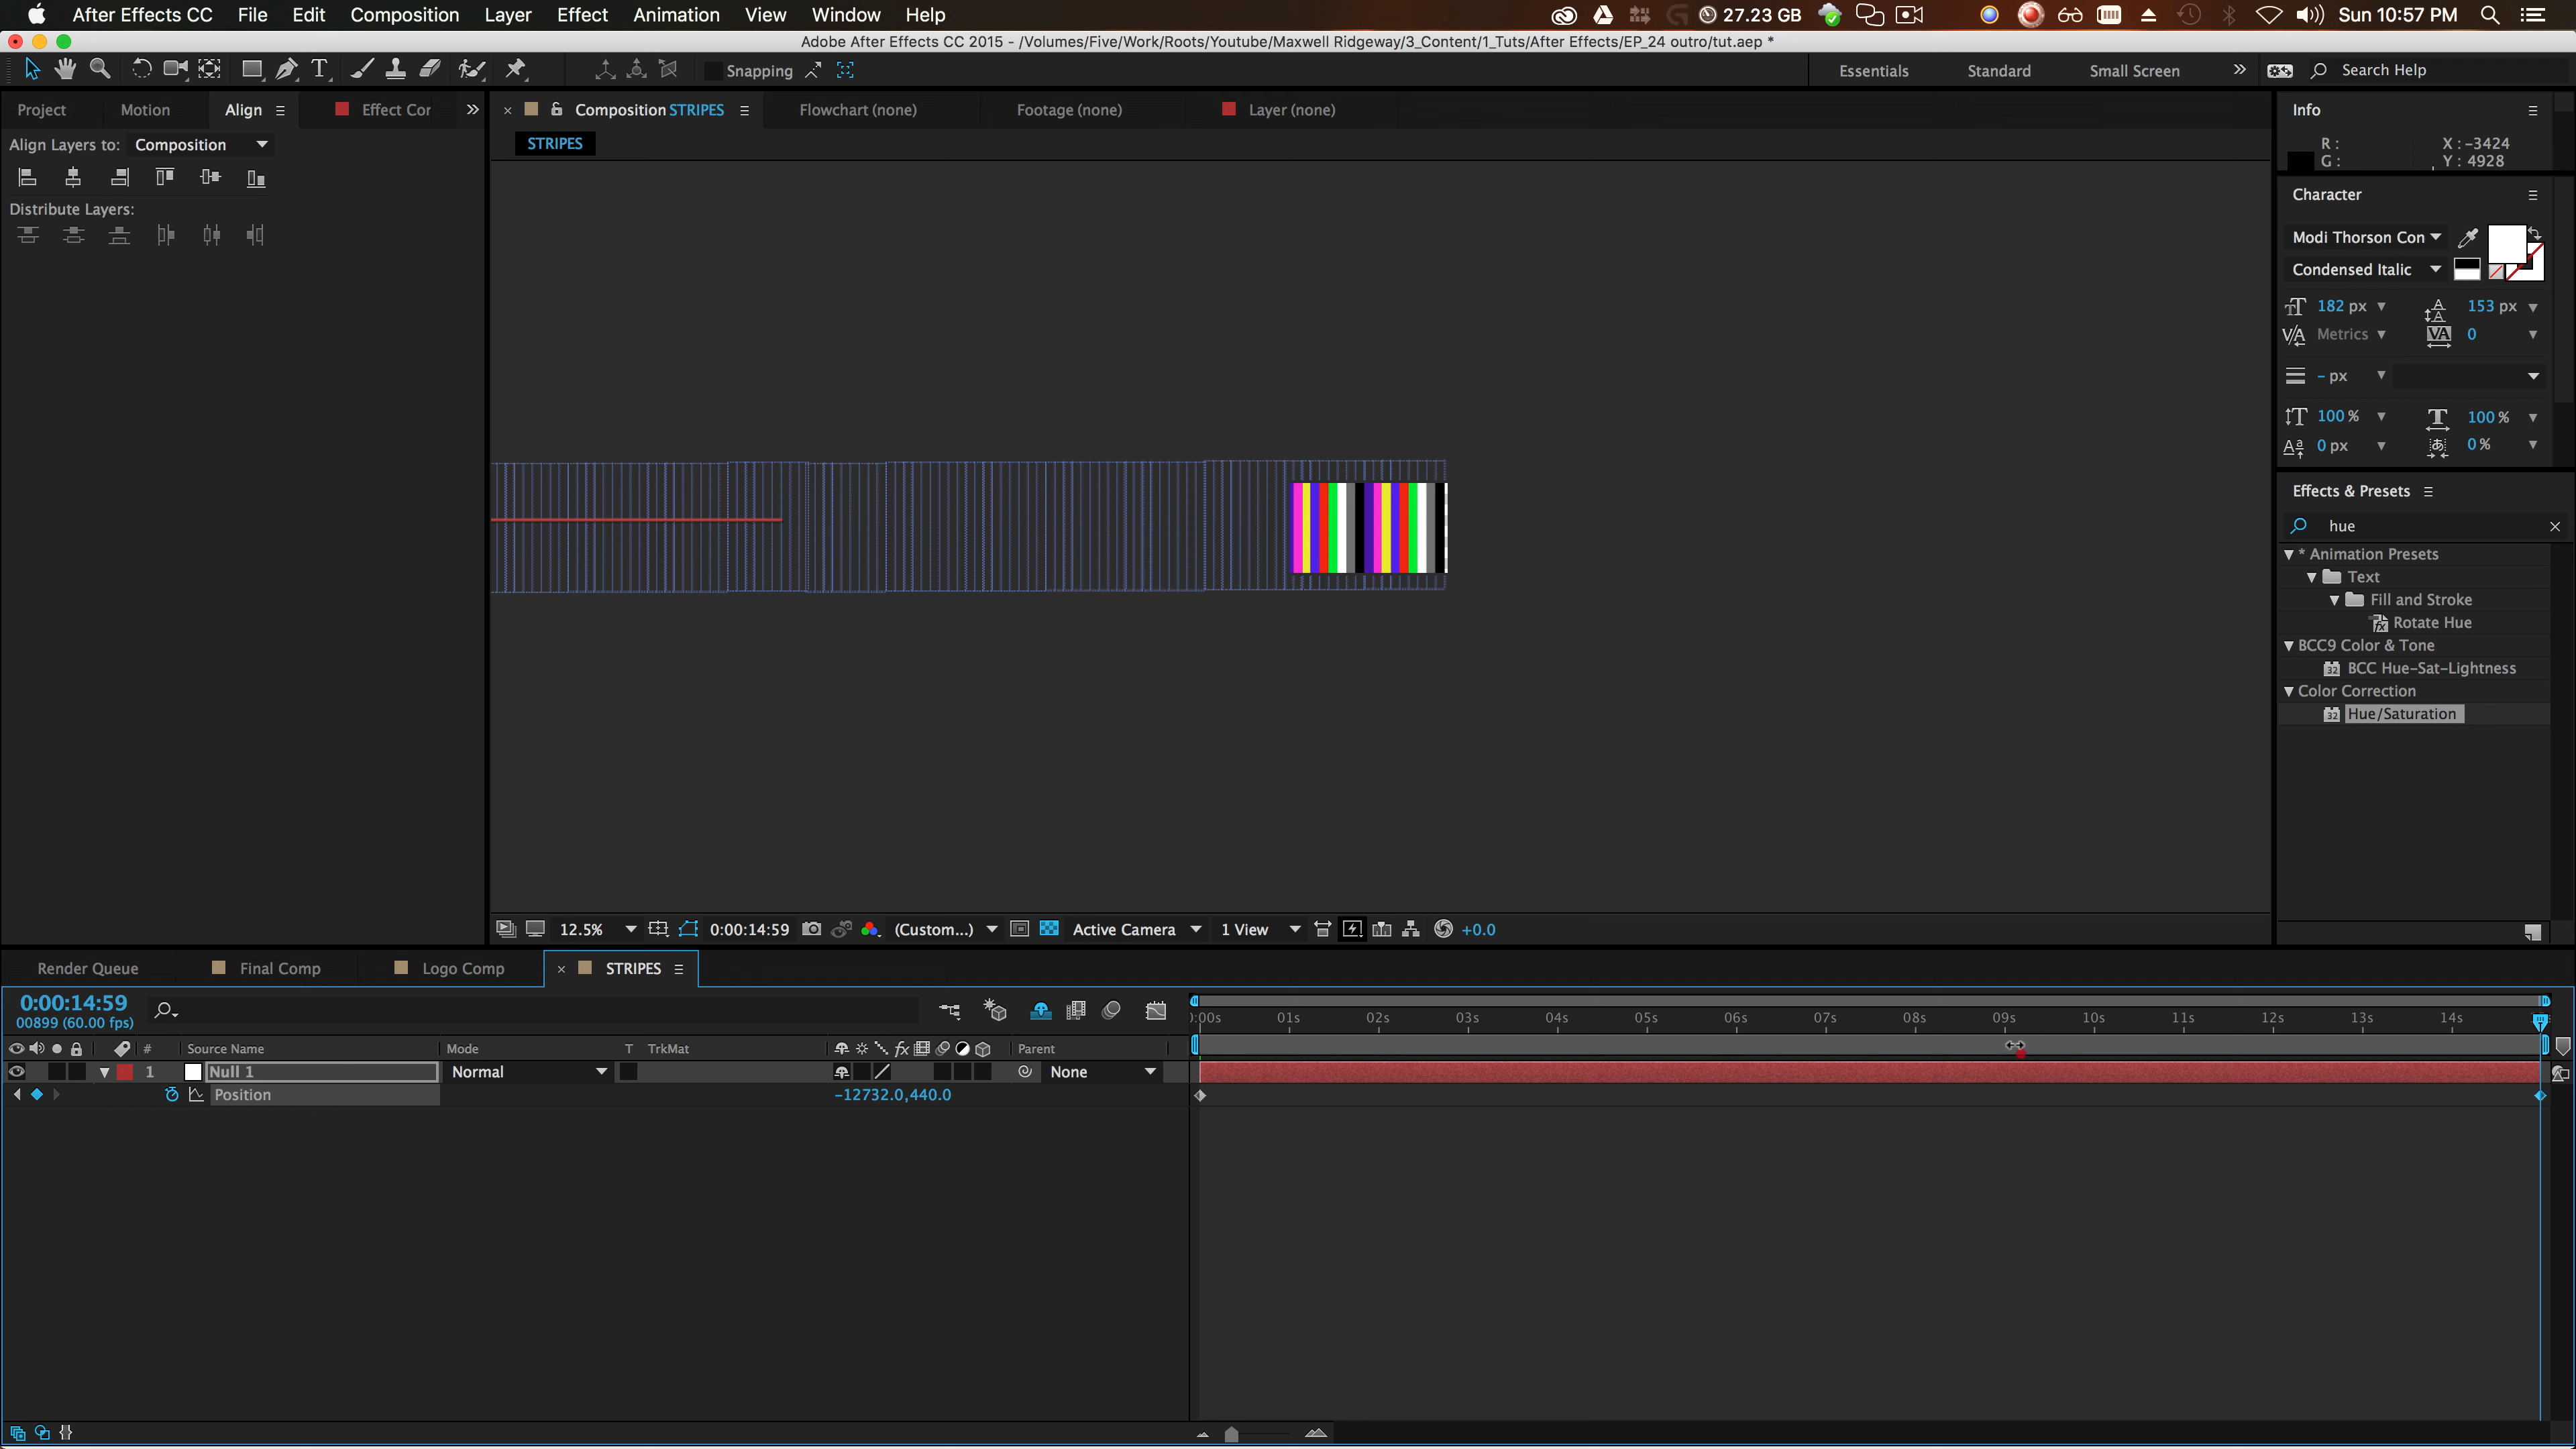 After Effects CC File Edit Composition Layer Effect Animation View Window Help 27.23 GB Sun 10:57 PM
Adobe After Effects CC 2015 - /Volumes/Five/Work/Roots/Youtube/Maxwell Ridgeway/3_Content/1_Tuts/After Effects/EP_24 outro/tut.aep *
Snapping Essentials Standard Small Screen Search Help
Project Motion Align Effect Cor Composition STRIPES Flowchart (none) Footage (none) Layer (none) Info
Align Layers to: Composition STRIPES R : X : -3424
G : Y : 4928
Distribute Layers: Character
Modi Thorson Con
Condensed Italic
182 px 153 px
Metrics 0
- px
100 % 100 %
0 px 0 %
Effects & Presets
hue
* Animation Presets
Text
Fill and Stroke
Rotate Hue
BCC9 Color & Tone
32 BCC Hue-Sat-Lightness
Color Correction
32 Hue/Saturation
12.5% 0:00:14:59 (Custom...) Active Camera 1 View +0.0
Render Queue Final Comp Logo Comp STRIPES
0:00:14:59
00899 (60.00 fps)
):00s 01s 02s 03s 04s 05s 06s 07s 08s 09s 10s 11s 12s 13s 14s
# Source Name Mode T TrkMat fx Parent
1 Null 1 Normal None
Position -12732.0,440.0